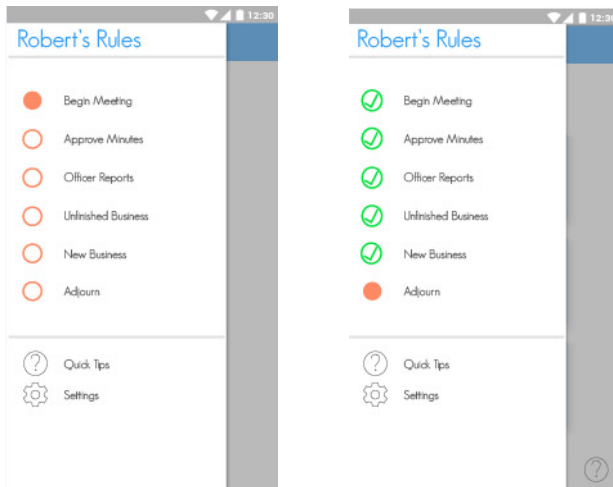 12:30
Robert's Rules
Begin Meeting
Approve Minutes
Officer Reports
Unfinished Business
New Business
Adjourn
? Quick Tips
Settings
12:30
Robert's Rules
Begin Meeting
Approve Minutes
Officer Reports
Unfinished Business
New Business
Adjourn
? Quick Tips
Settings
?